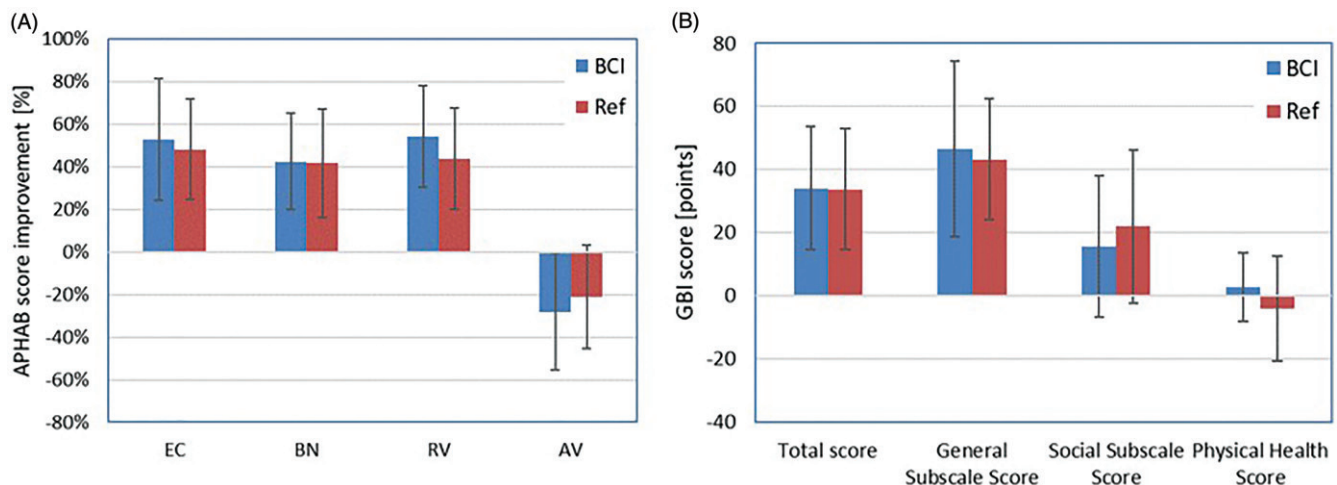 (A)
APHAB score improvement [%]
100%
80%
60%
40%
20%
0%
-20%
-40%
-60%
-80%
BCI
Ref
EC BN RV AV
(B)
GBI score [points]
80
60
40
20
0
-20
-40
BCI
Ref
Total score General Social Subscale Physical Health
Subscale Score Score Score